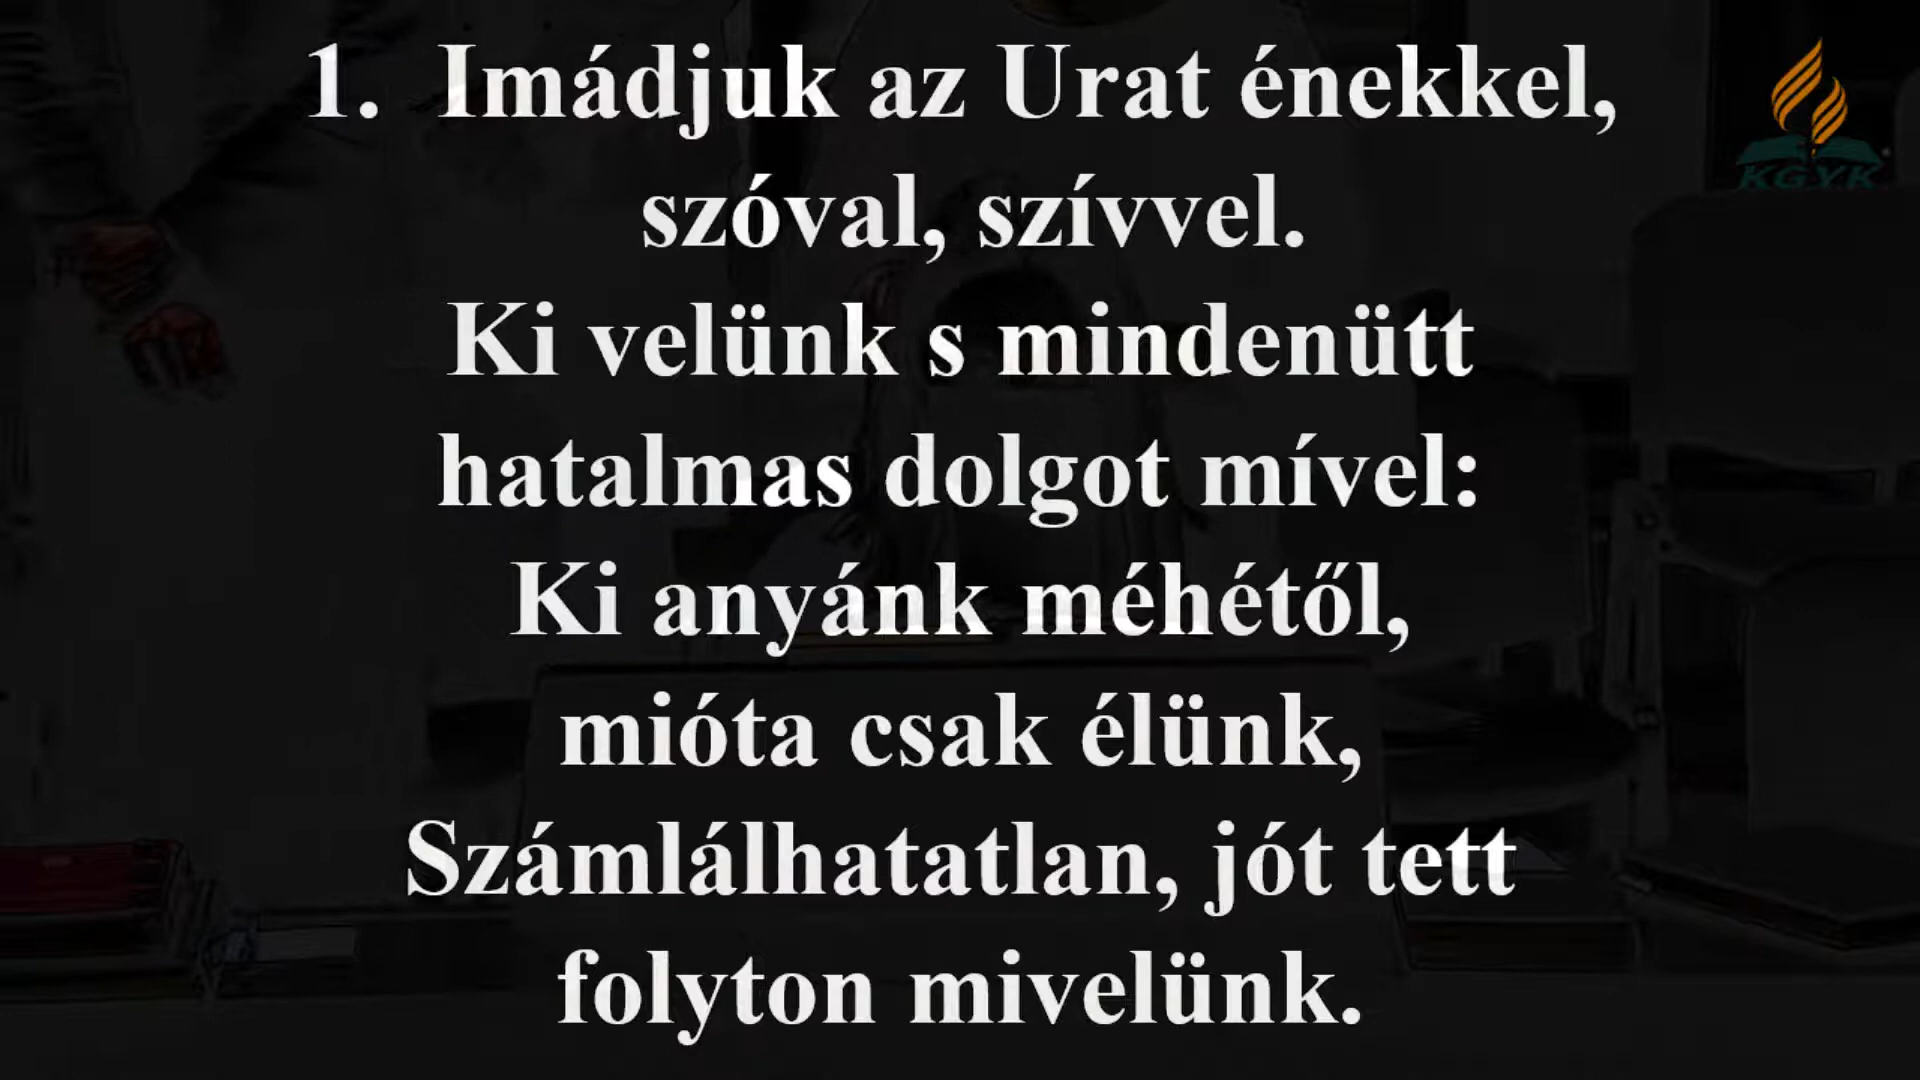 1. Imádjuk az Urat énekkel,
szóval, szívvel.
Ki velünk s mindenütt
hatalmas dolgot mível:
Ki anyánk méhétől,
mióta csak élünk,
Számlálhatatlan, jót tett
folyton mivelünk.
KGYK